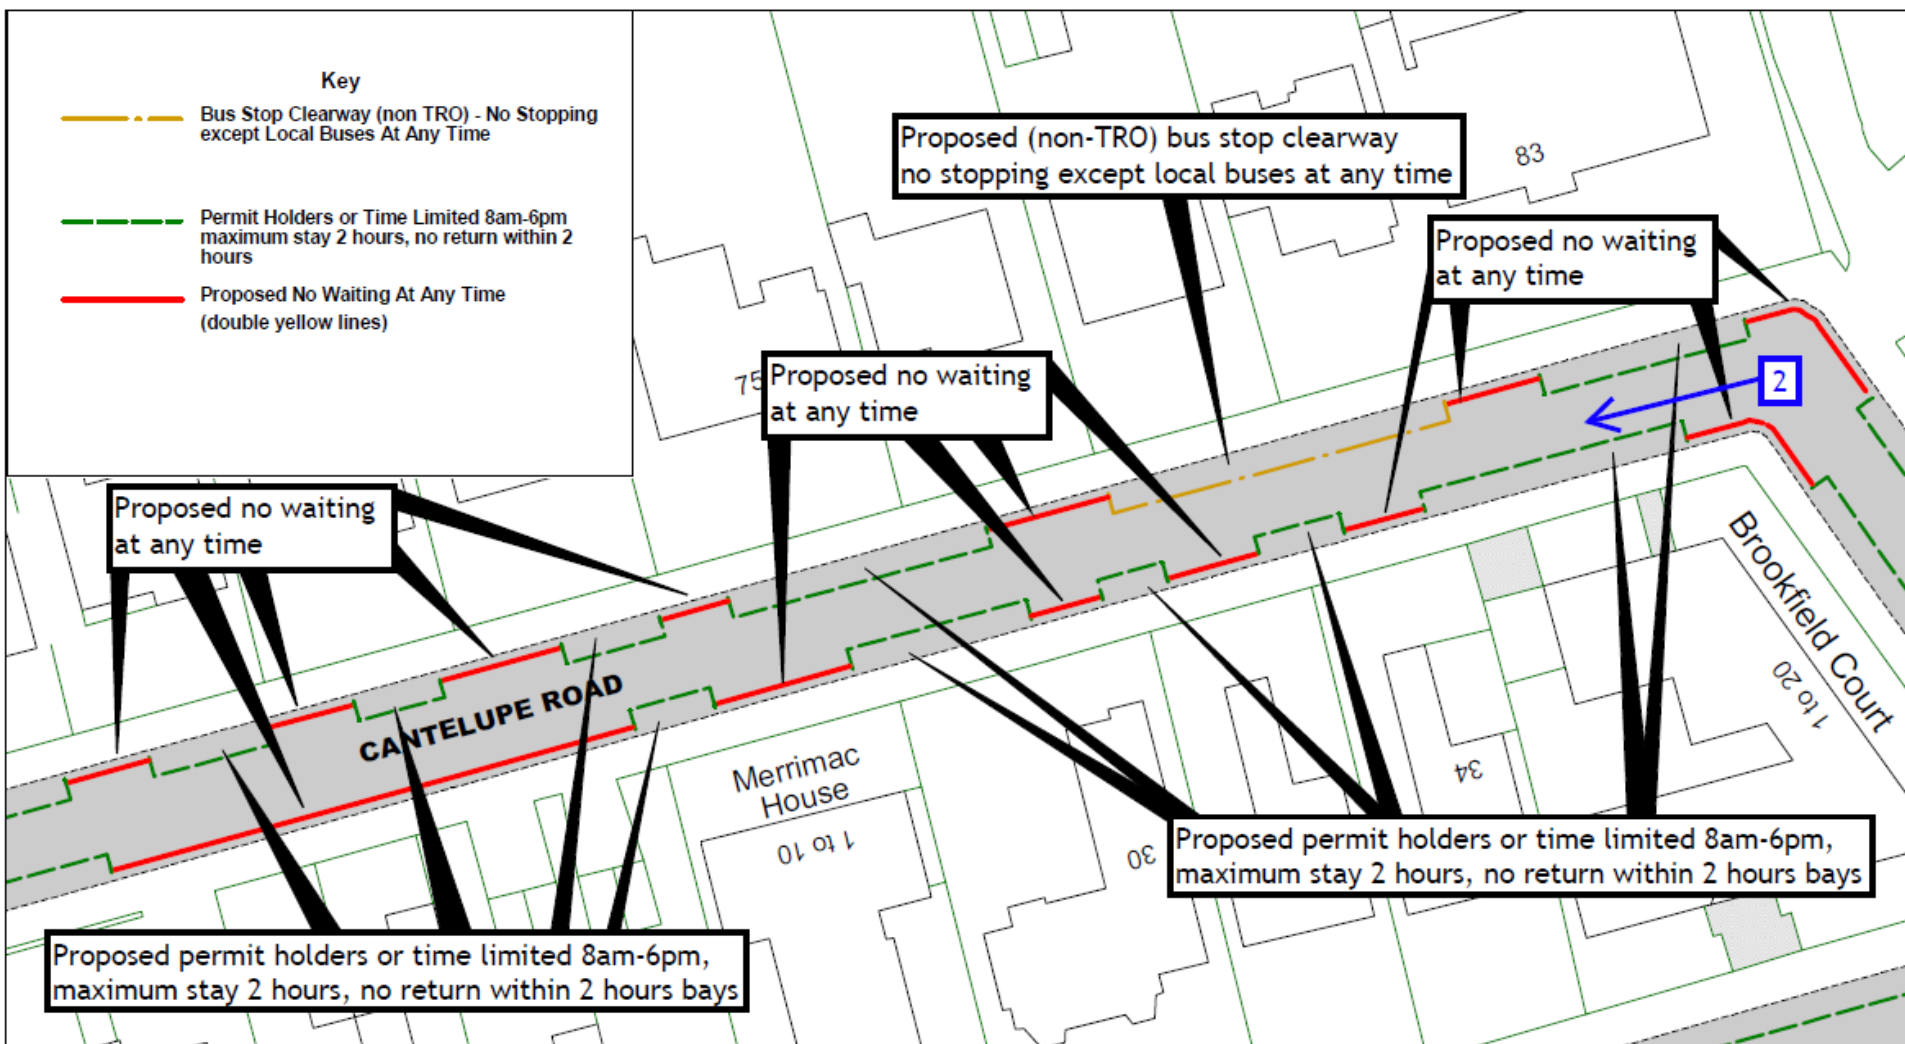 Key
Bus Stop Clearway (non TRO) - No Stopping
except Local Buses At Any Time
Permit Holders or Time Limited 8am-6pm
maximum stay 2 hours, no return within 2
hours
Proposed No Waiting At Any Time
(double yellow lines)
Proposed (non-TRO) bus stop clearway
no stopping except local buses at any time
83
Proposed no waiting
at any time
75
Proposed no waiting
at any time
2
Proposed no waiting
at any time
CANTELUPE ROAD
Brookfield Court
1 to 20
Merrimac
House
1 to 10
30
34
Proposed permit holders or time limited 8am-6pm,
maximum stay 2 hours, no return within 2 hours bays
Proposed permit holders or time limited 8am-6pm,
maximum stay 2 hours, no return within 2 hours bays